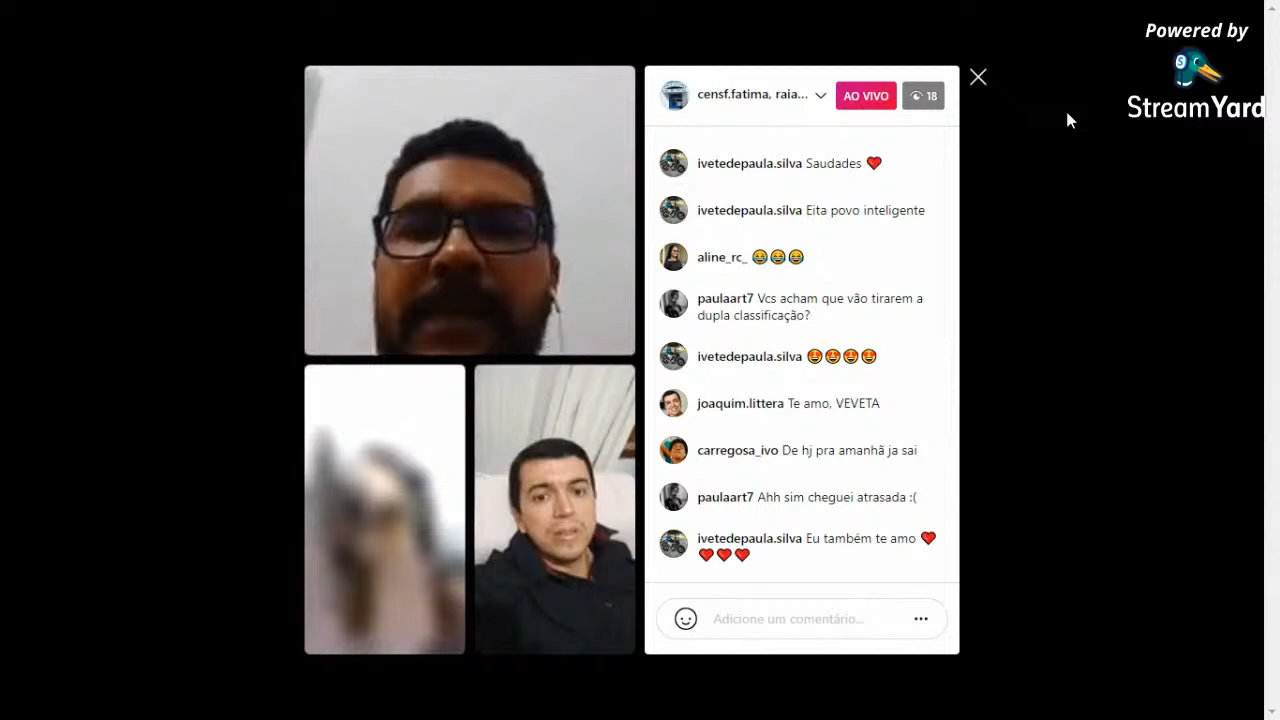 Powered by
StreamYard
censf.fatima, raia...
AO VIVO
18
ivetedepaula.silva Saudades ❤️
ivetedepaula.silva Eita povo inteligente
aline_rc_ 😂😂😂
paulaart7 Vcs acham que vão tirarem a
dupla classificação?
ivetedepaula.silva 🤩🤩🤩🤩
joaquim.littera Te amo, VEVETA
carregosa_ivo De hj pra amanhã ja sai
paulaart7 Ahh sim cheguei atrasada :(
ivetedepaula.silva Eu também te amo ❤️
❤️❤️❤️
Adicione um comentário...